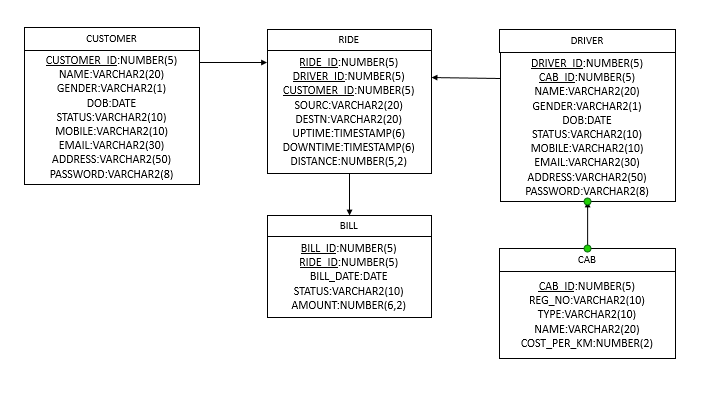 CUSTOMER
CUSTOMER_ID:NUMBER(5)
NAME:VARCHAR2(20)
GENDER:VARCHAR2(1)
DOB:DATE
STATUS:VARCHAR2(10)
MOBILE:VARCHAR2(10)
EMAIL:VARCHAR2(30)
ADDRESS:VARCHAR2(50)
PASSWORD:VARCHAR2(8)
RIDE
RIDE_ID:NUMBER(5)
DRIVER_ID:NUMBER(5)
CUSTOMER_ID:NUMBER(5)
SOURC:VARCHAR2(20)
DESTN:VARCHAR2(20)
UPTIME:TIMESTAMP(6)
DOWNTIME:TIMESTAMP(6)
DISTANCE:NUMBER(5,2)
DRIVER
DRIVER_ID:NUMBER(5)
CAB_ID:NUMBER(5)
NAME:VARCHAR2(20)
GENDER:VARCHAR2(1)
DOB:DATE
STATUS:VARCHAR2(10)
MOBILE:VARCHAR2(10)
EMAIL:VARCHAR2(30)
ADDRESS:VARCHAR2(50)
PASSWORD:VARCHAR2(8)
BILL
BILL_ID:NUMBER(5)
RIDE_ID:NUMBER(5)
BILL_DATE:DATE
STATUS:VARCHAR2(10)
AMOUNT:NUMBER(6,2)
CAB
CAB_ID:NUMBER(5)
REG_NO:VARCHAR2(10)
TYPE:VARCHAR2(10)
NAME:VARCHAR2(20)
COST_PER_KM:NUMBER(2)